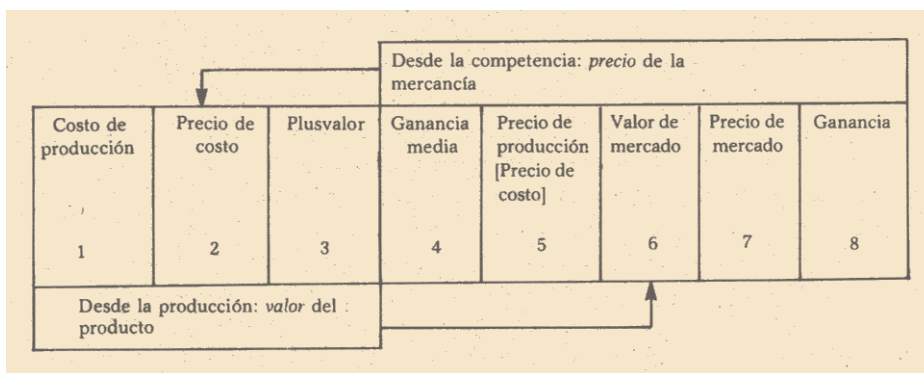 Desde la competencia: precio de la
mercancía
Costo de
producción
1
Precio de
costo
2
Plusvalor
3
Ganancia
media
4
Precio de
producción
[Precio de
costo]
5
Valor de
mercado
6
Precio de
mercado
7
Ganancia
8
Desde la producción: valor del
producto